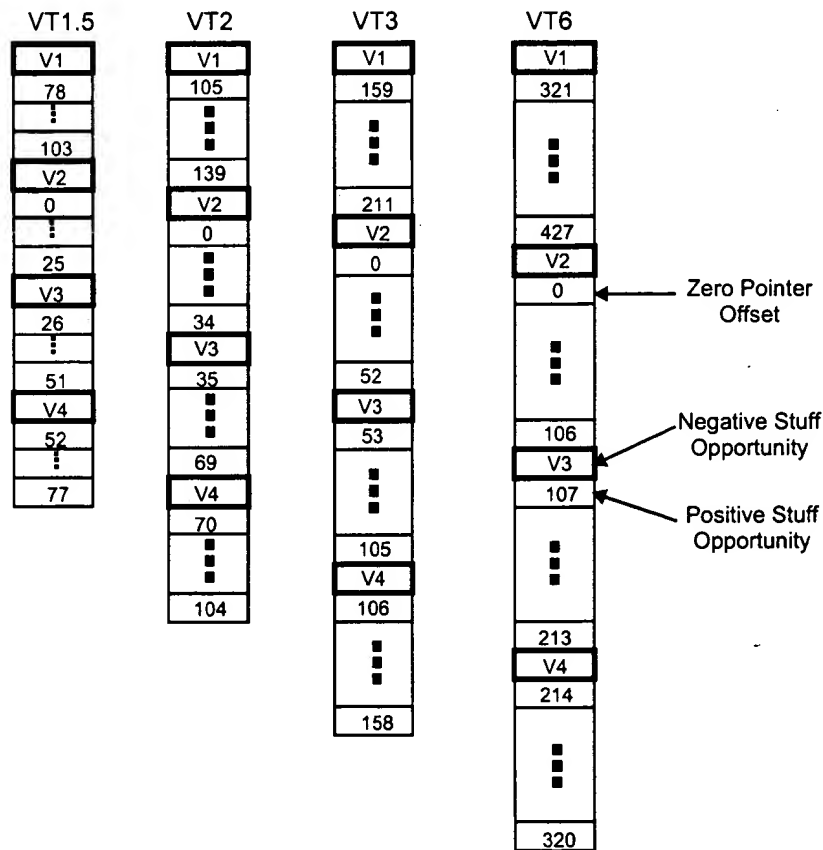 VT1.5
V1
78
103
V2
0
25
V3
26
51
V4
52
77
VT2
V1
105
139
V2
0
34
V3
35
69
V4
70
104
VT3
V1
159
211
V2
0
52
V3
53
105
V4
106
158
VT6
V1
321
427
V2
0
106
V3
107
213
V4
214
320
Zero Pointer
Offset
Negative Stuff
Opportunity
Positive Stuff
Opportunity